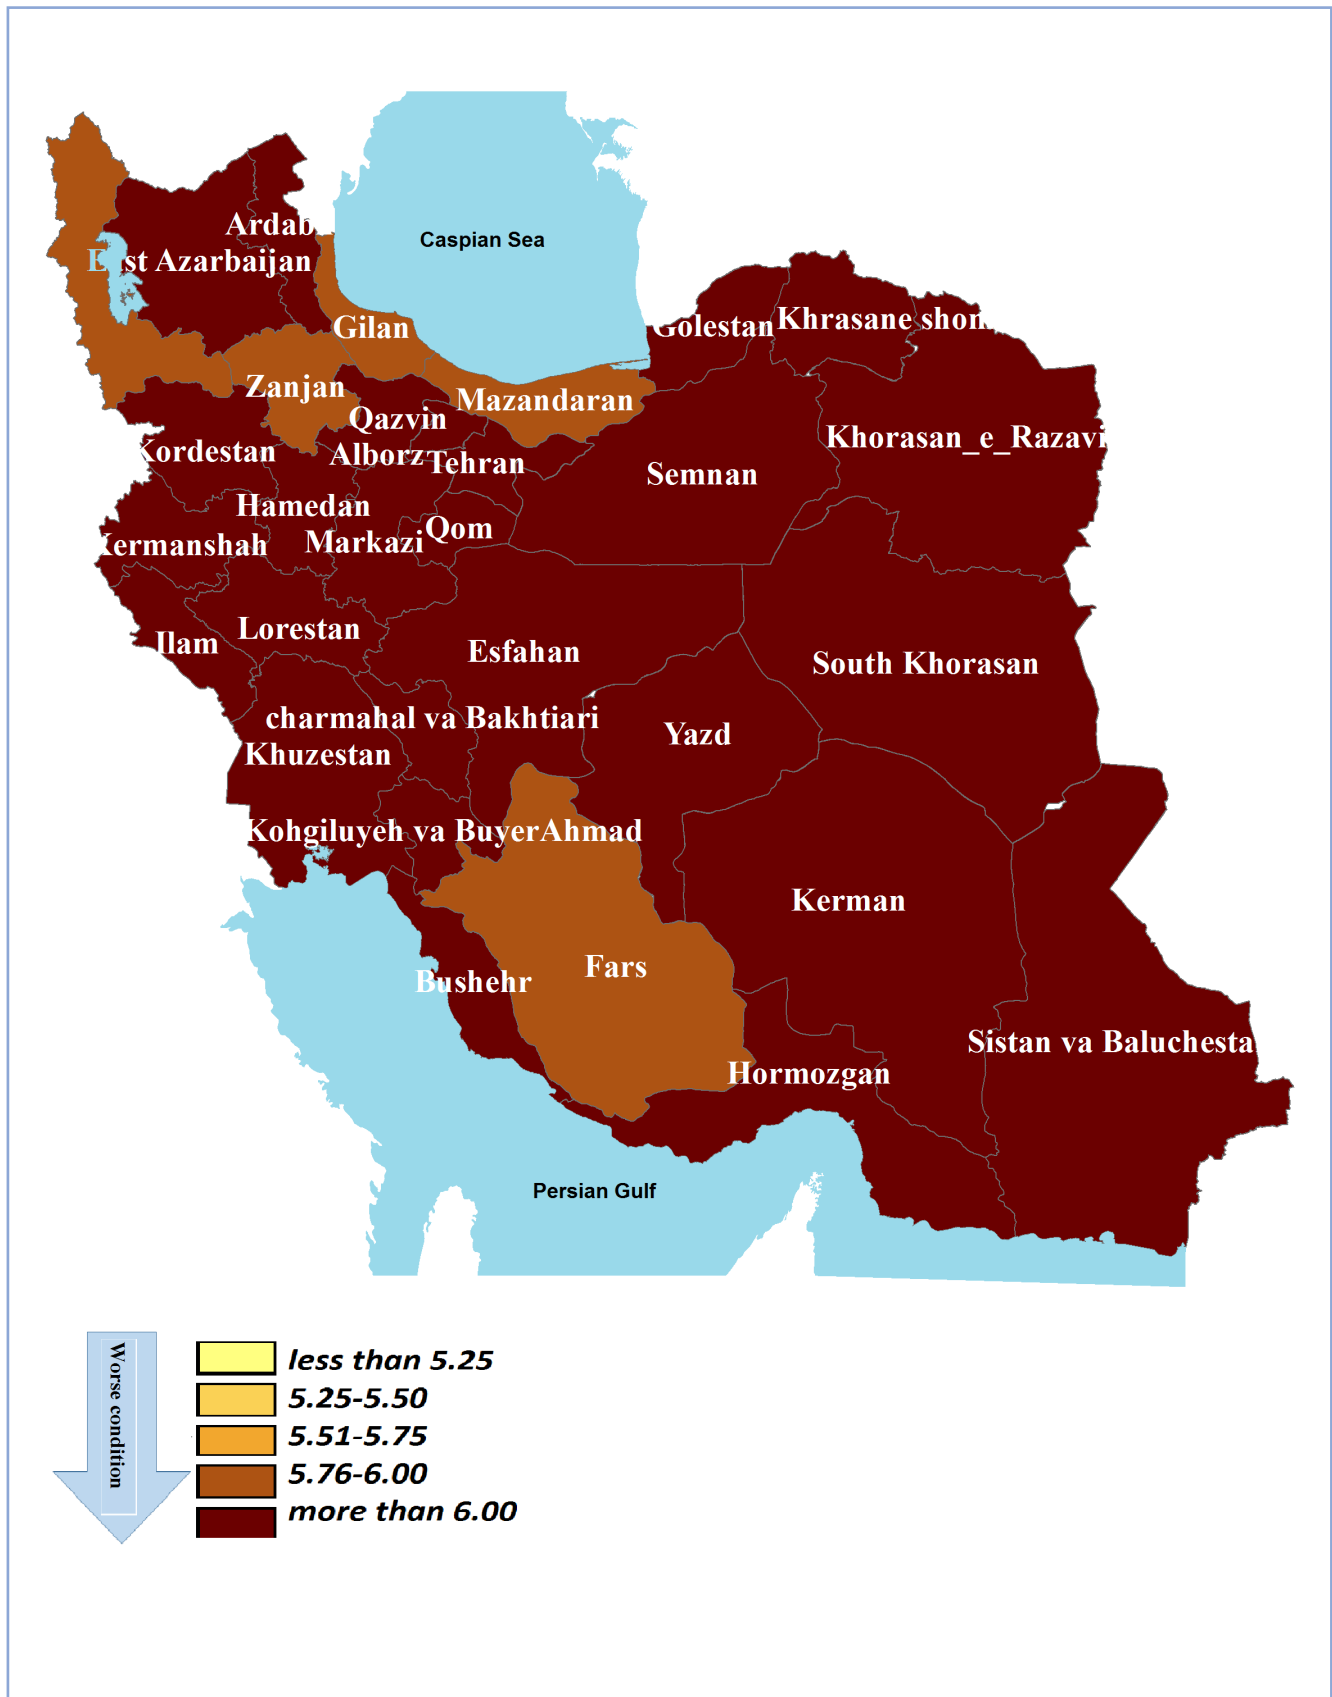 Caspian Sea
Ardab
East Azarbaijan
Gilan
Golestan
Khrasane shon
Zanjan
Mazandaran
Qazvin
Khorasan_e_Razavi
Kordestan
Alborz
Tehran
Semnan
Hamedan
Qom
Kermanshah
Markazi
Lorestan
Ilam
Esfahan
South Khorasan
charmahal va Bakhtiari
Yazd
Khuzestan
Kohgiluyeh va BuyerAhmad
Kerman
Fars
Bushehr
Sistan va Baluchesta
Hormozgan
Persian Gulf
Worse condition
less than 5.25
5.25-5.50
5.51-5.75
5.76-6.00
more than 6.00